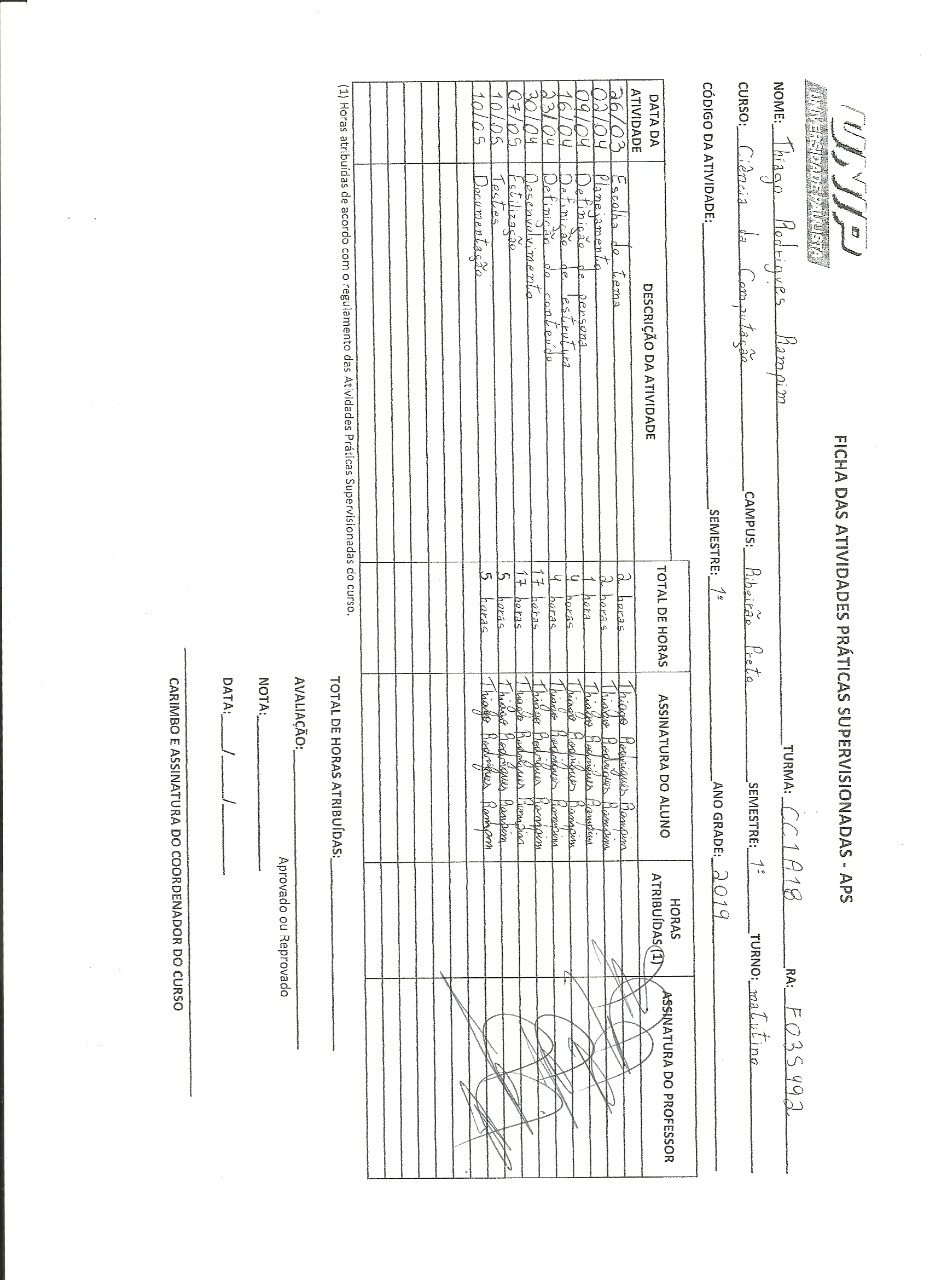 UNIP
UNIVERSIDADE PAULISTA
FICHA DAS ATIVIDADES PRÁTICAS SUPERVISIONADAS - APS
NOME: Thiago Rodrigues Rampim TURMA: CC1A18 RA: F035492
CURSO: Ciência da Computação CAMPUS: Ribeirão Preto SEMESTRE: 1º TURNO: matutino
CÓDIGO DA ATIVIDADE: SEMESTRE: 1º ANO GRADE: 2019
DATA DA ATIVIDADE DESCRIÇÃO DA ATIVIDADE TOTAL DE HORAS ASSINATURA DO ALUNO HORAS ATRIBUÍDAS (1) ASSINATURA DO PROFESSOR
26/03 Escolha do tema 2 horas Thiago Rodrigues Rampim
02/04 Planejamento 2 horas Thiago Rodrigues Rampim
09/04 Definição de persona 1 hora Thiago Rodrigues Rampim
16/04 Definição de estrutura 4 horas Thiago Rodrigues Rampim
23/04 Definição do conteúdo 4 horas Thiago Rodrigues Rampim
30/04 Desenvolvimento 17 horas Thiago Rodrigues Rampim
07/05 Estilização 17 horas Thiago Rodrigues Rampim
10/05 Testes 5 horas Thiago Rodrigues Rampim
10/05 Documentação 5 horas Thiago Rodrigues Rampim
(1) Horas atribuídas de acordo com o regulamento das Atividades Práticas Supervisionadas do curso.
TOTAL DE HORAS ATRIBUÍDAS:
AVALIAÇÃO:
Aprovado ou Reprovado
NOTA:
DATA: / /
CARIMBO E ASSINATURA DO COORDENADOR DO CURSO